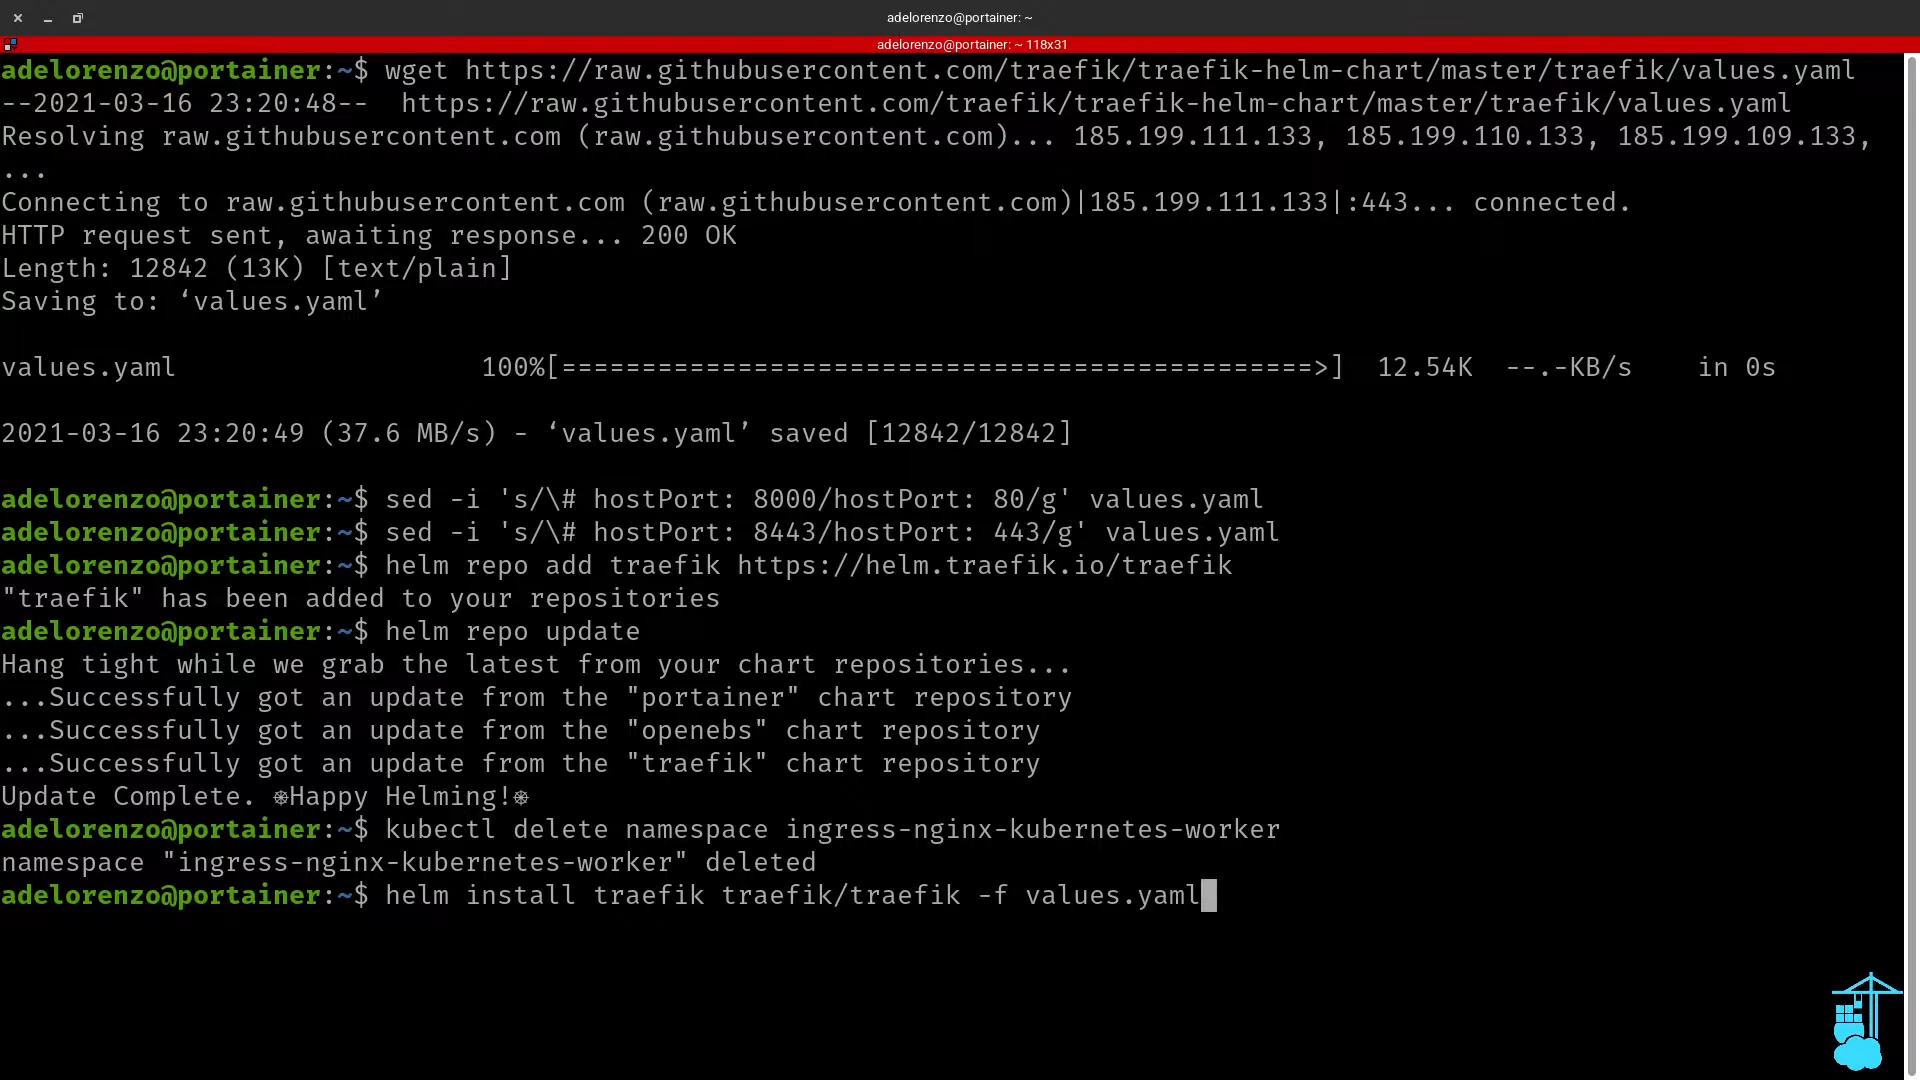 adelorenzo@portainer: ~
adelorenzo@portainer: ~ 118x31
adelorenzo@portainer:~$ wget https://raw.githubusercontent.com/traefik/traefik-helm-chart/master/traefik/values.yaml
--2021-03-16 23:20:48--  https://raw.githubusercontent.com/traefik/traefik-helm-chart/master/traefik/values.yaml
Resolving raw.githubusercontent.com (raw.githubusercontent.com)... 185.199.111.133, 185.199.110.133, 185.199.109.133,
...
Connecting to raw.githubusercontent.com (raw.githubusercontent.com)|185.199.111.133|:443... connected.
HTTP request sent, awaiting response... 200 OK
Length: 12842 (13K) [text/plain]
Saving to: ‘values.yaml’
values.yaml                   100%[===============================================>]  12.54K  --.-KB/s    in 0s
2021-03-16 23:20:49 (37.6 MB/s) - ‘values.yaml’ saved [12842/12842]
adelorenzo@portainer:~$ sed -i 's/\# hostPort: 8000/hostPort: 80/g' values.yaml
adelorenzo@portainer:~$ sed -i 's/\# hostPort: 8443/hostPort: 443/g' values.yaml
adelorenzo@portainer:~$ helm repo add traefik https://helm.traefik.io/traefik
"traefik" has been added to your repositories
adelorenzo@portainer:~$ helm repo update
Hang tight while we grab the latest from your chart repositories...
...Successfully got an update from the "portainer" chart repository
...Successfully got an update from the "openebs" chart repository
...Successfully got an update from the "traefik" chart repository
Update Complete. ⎈Happy Helming!⎈
adelorenzo@portainer:~$ kubectl delete namespace ingress-nginx-kubernetes-worker
namespace "ingress-nginx-kubernetes-worker" deleted
adelorenzo@portainer:~$ helm install traefik traefik/traefik -f values.yaml